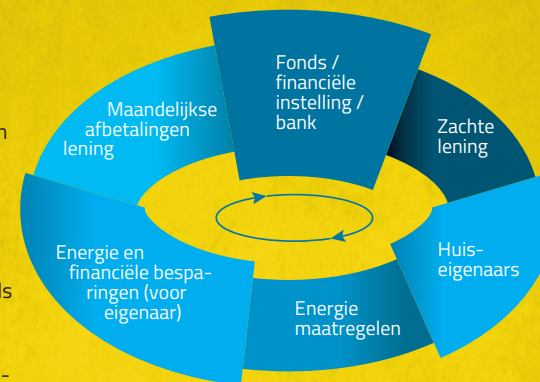 Fonds /
financiële
instelling /
bank
Zachte
lening
Huis-
eigenaars
Energie
maatregelen
Energie en
financiële bespa-
ringen (voor
eigenaar)
Maandelijkse
afbetalingen
lening